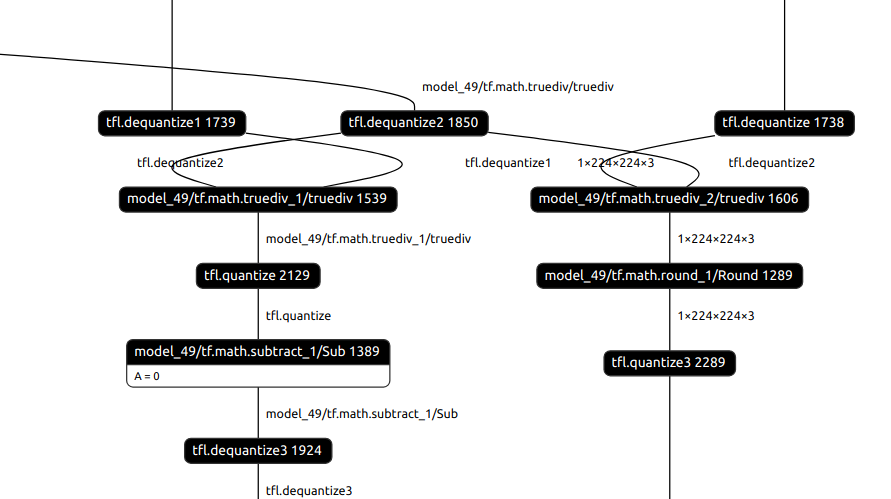 model_49/tf.math.truediv/truediv
tfl.dequantize1 1739
tfl.dequantize2 1850
tfl.dequantize 1738
tfl.dequantize2
tfl.dequantize1
1×224×224×3
tfl.dequantize2
model_49/tf.math.truediv_1/truediv 1539
model_49/tf.math.truediv_2/truediv 1606
model_49/tf.math.truediv_1/truediv
1×224×224×3
tfl.quantize 2129
model_49/tf.math.round_1/Round 1289
tfl.quantize
1×224×224×3
model_49/tf.math.subtract_1/Sub 1389
A = 0
tfl.quantize3 2289
model_49/tf.math.subtract_1/Sub
tfl.dequantize3 1924
tfl.dequantize3